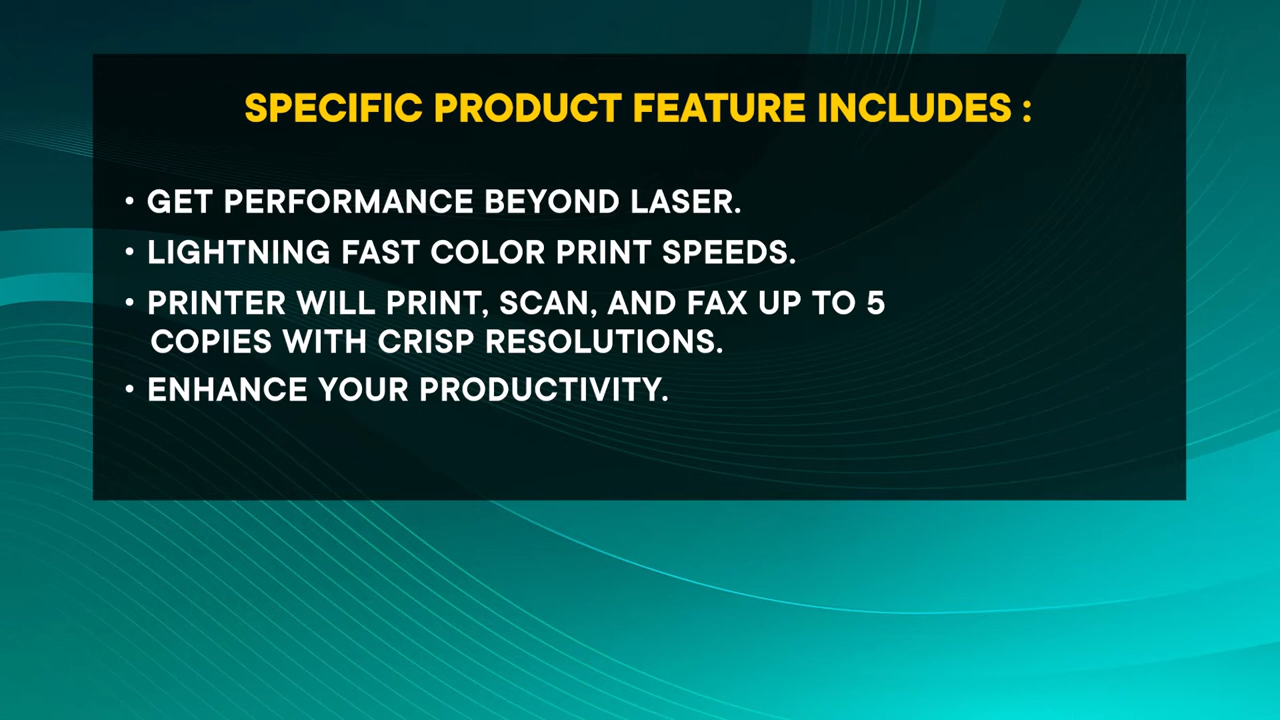 SPECIFIC PRODUCT FEATURE INCLUDES :
• GET PERFORMANCE BEYOND LASER.
• LIGHTNING FAST COLOR PRINT SPEEDS.
• PRINTER WILL PRINT, SCAN, AND FAX UP TO 5
COPIES WITH CRISP RESOLUTIONS.
• ENHANCE YOUR PRODUCTIVITY.